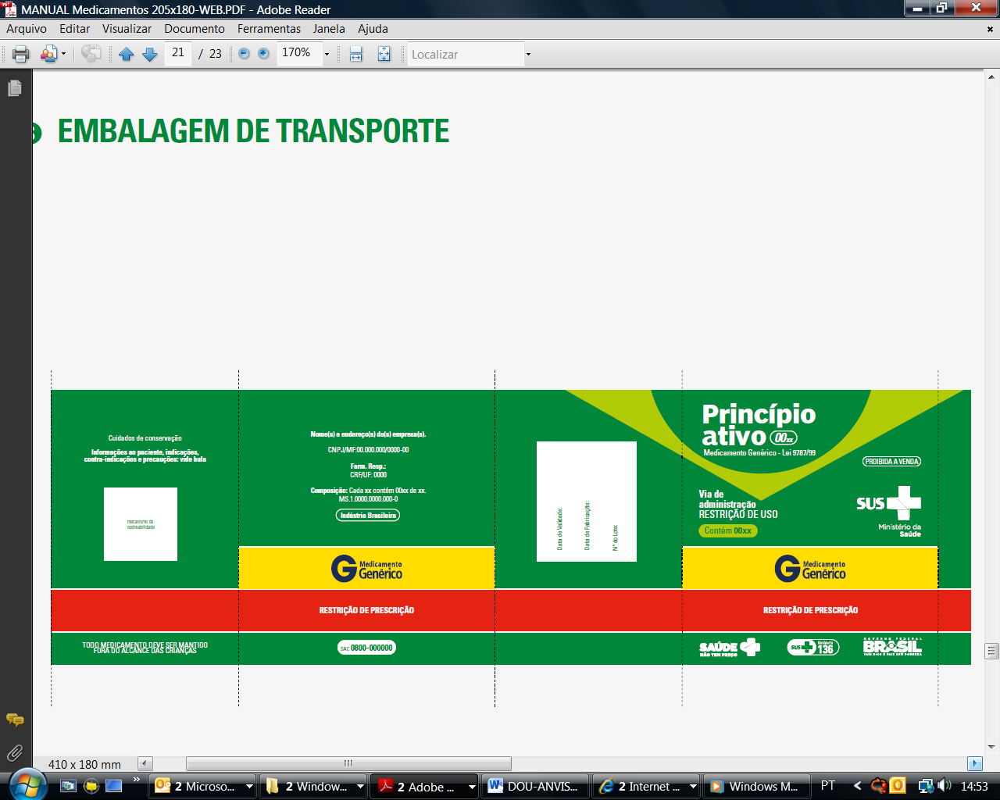 MANUAL Medicamentos 205x180-WEB.PDF - Adobe Reader
Arquivo Editar Visualizar Documento Ferramentas Janela Ajuda
21 / 23 170% Localizar
EMBALAGEM DE TRANSPORTE
Cuidados de conservação
Informações ao paciente, indicações,
contra-indicações e precauções: vide bula
mecanismo de
rastreabilidade
TODO MEDICAMENTO DEVE SER MANTIDO
FORA DO ALCANCE DAS CRIANÇAS
Nome(s) e endereço(s) da(s) empresa(s).
CNPJ/MF:00.000.000/0000-00
Farm. Resp.:
CRF/UF: 0000
Composição: Cada xx contém 00xx de xx.
MS.1.0000.0000.000-0
Indústria Brasileira
G Medicamento
Genérico
RESTRIÇÃO DE PRESCRIÇÃO
SAC 0800-000000
Data de Validade:
Data de Fabricação:
Nº do Lote:
Princípio
ativo 00xx
Medicamento Genérico - Lei 9787/99
PROIBIDA A VENDA
Via de
administração
RESTRIÇÃO DE USO
Contém 00xx
SUS
Ministério da
Saúde
G Medicamento
Genérico
RESTRIÇÃO DE PRESCRIÇÃO
SAÚDE
NÃO TEM PREÇO
SUS
Ouvidoria
136
GOVERNO FEDERAL
BRASIL
PAÍS RICO É PAÍS SEM POBREZA
410 x 180 mm
2 Microso... 2 Window... 2 Adobe ... DOU-ANVIS... 2 Internet ... Windows M... PT 14:53